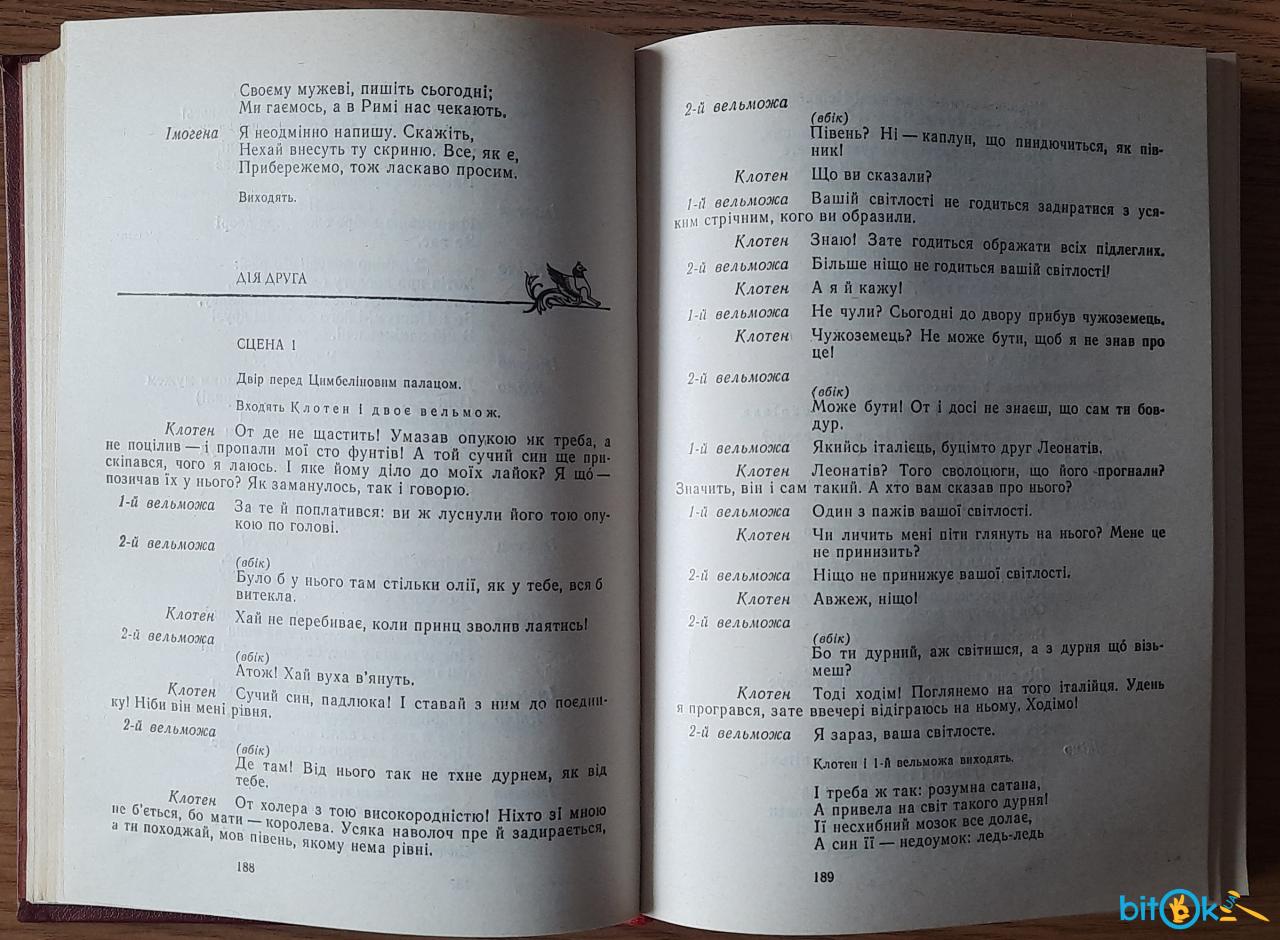 Своєму мужеві, пишіть сьогодні;
Ми гаємось, а в Римі нас чекають.
Імогена Я неодмінно напишу. Скажіть,
Нехай внесуть ту скриню. Все, як є,
Прибережемо, тож ласкаво просим.
Виходять.
ДІЯ ДРУГА
СЦЕНА 1
Двір перед Цимбеліновим палацом.
Входять Клотен і двоє вельмож.
Клотен От де не щастить! Умазав опукою як треба, а
не поцілив — і пропали мої сто фунтів! А той сучий син ще при-
скіпався, чого я лаюсь. І яке йому діло до моїх лайок? Я що́ —
позичав їх у нього? Як заманулось, так і говорю.
1-й вельможа За те й поплатився: ви ж луснули його тою опу-
кою по голові.
2-й вельможа
(вбік)
Було б у нього там стільки олії, як у тебе, вся б
витекла.
Клотен Хай не перебиває, коли принц зволив лаятись!
2-й вельможа
(вбік)
Атож! Хай вуха в'януть.
Клотен Сучий син, падлюка! І ставай з ним до поєдин-
ку! Ніби він мені рівня.
2-й вельможа
(вбік)
Де там! Від нього так не тхне дурнем, як від
тебе.
Клотен От холера з тою високородністю! Ніхто зі мною
не б'ється, бо мати — королева. Усяка наволоч пре й задирається,
а ти походжай, мов півень, якому нема рівні.
188
2-й вельможа
(вбік)
Півень? Ні — каплун, що пиндючиться, як пів-
ник!
Клотен Що ви сказали?
1-й вельможа Вашій світлості не годиться задиратися з уся-
ким стрічним, кого ви образили.
Клотен Знаю! Зате годиться ображати всіх підлеглих.
2-й вельможа Більше ніщо не годиться вашій світлості!
Клотен А я й кажу!
1-й вельможа Не чули? Сьогодні до двору прибув чужоземець.
Клотен Чужоземець? Не може бути, щоб я не знав про
це!
2-й вельможа
(вбік)
Може бути! От і досі не знаєш, що сам ти бов-
дур.
1-й вельможа Якийсь італієць, буцімто друг Леонатів.
Клотен Леонатів? Того сволоцюги, що його прогнали?
Значить, він і сам такий. А хто вам сказав про нього?
1-й вельможа Один з пажів вашої світлості.
Клотен Чи личить мені піти глянуть на нього? Мене це
не принизить?
2-й вельможа Ніщо не принижує вашої світлості.
Клотен Авжеж, ніщо!
2-й вельможа
(вбік)
Бо ти дурний, аж світишся, а з дурня що́ візь-
меш?
Клотен Тоді ходім! Поглянемо на того італійця. Удень
я програвся, зате ввечері відіграюсь на ньому. Ходімо!
2-й вельможа Я зараз, ваша світлосте.
Клотен і 1-й вельможа виходять.
І треба ж так: розумна сатана,
А привела на світ такого дурня!
Її несхибний мозок все долає,
А син її — недоумок: ледь-ледь
189
bitok.ua